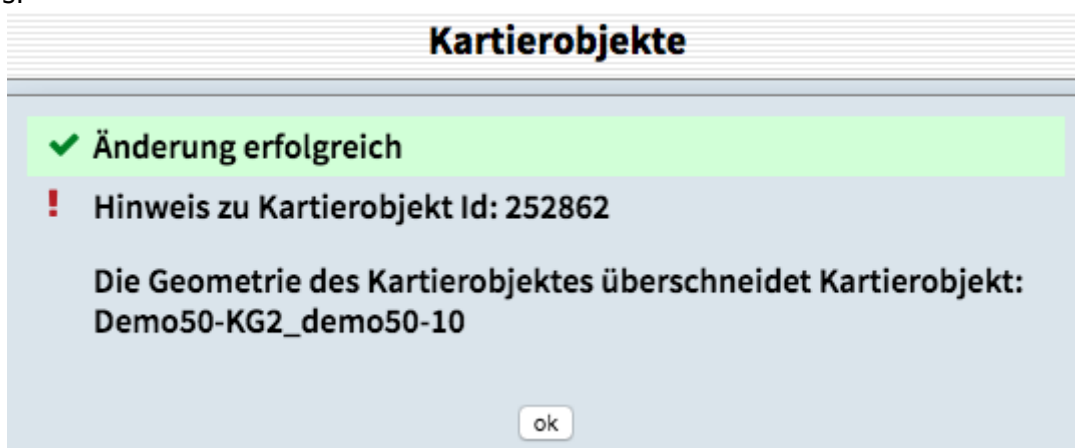 Kartierobjekte
Änderung erfolgreich
Hinweis zu Kartierobjekt Id: 252862
Die Geometrie des Kartierobjektes überschneidet Kartierobjekt:
Demo50-KG2_demo50-10
ok